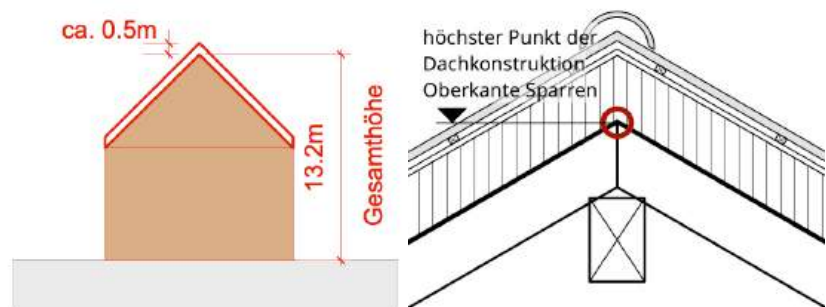 ca. 0.5m
13.2m
Gesamthöhe
höchster Punkt der
Dachkonstruktion
Oberkante Sparren